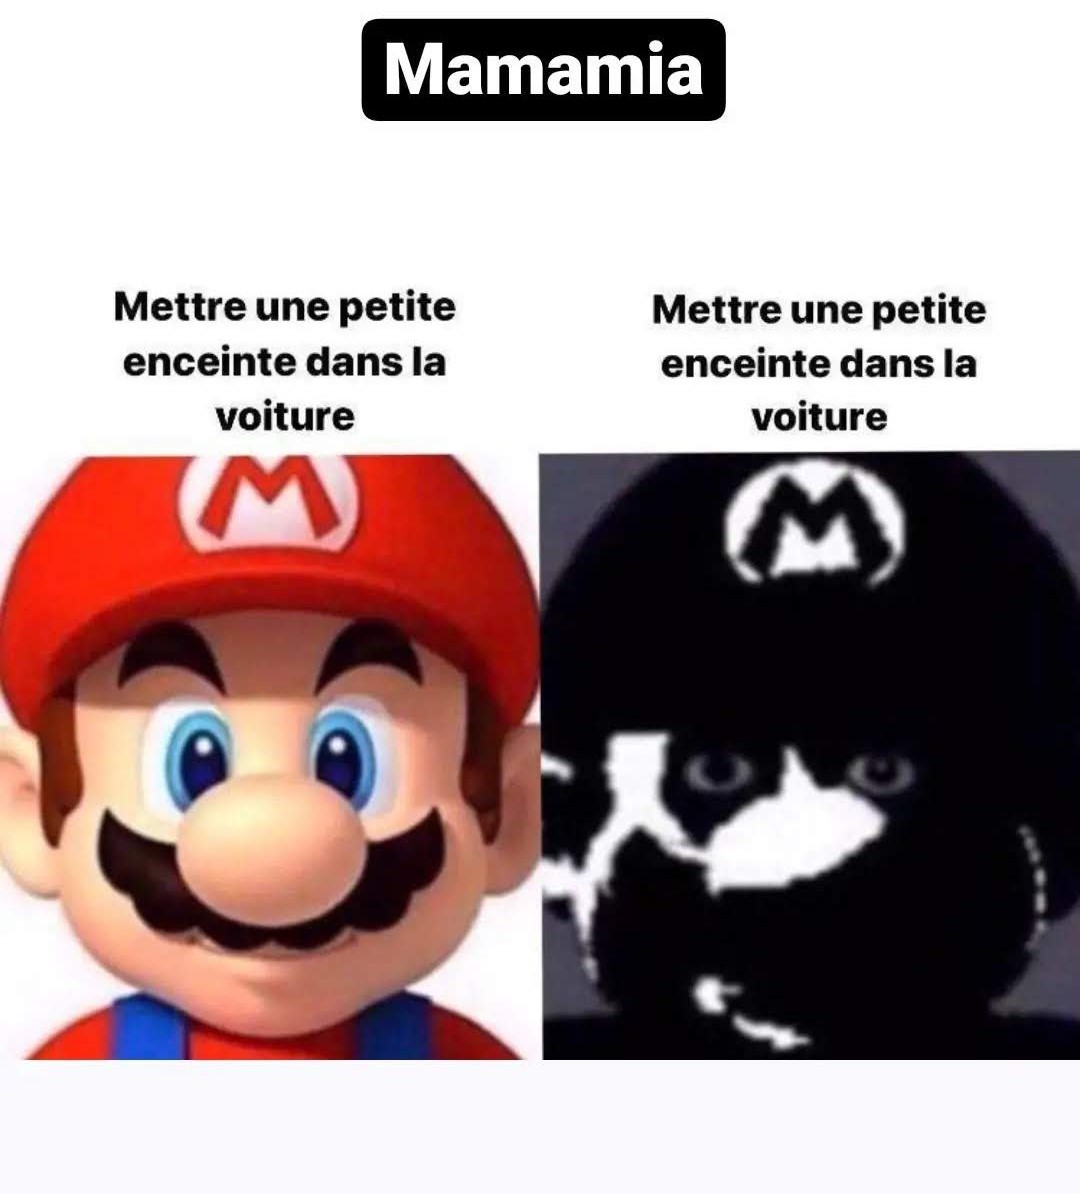 Mamamia
Mettre une petite
enceinte dans la
voiture
Mettre une petite
enceinte dans la
voiture
M
M